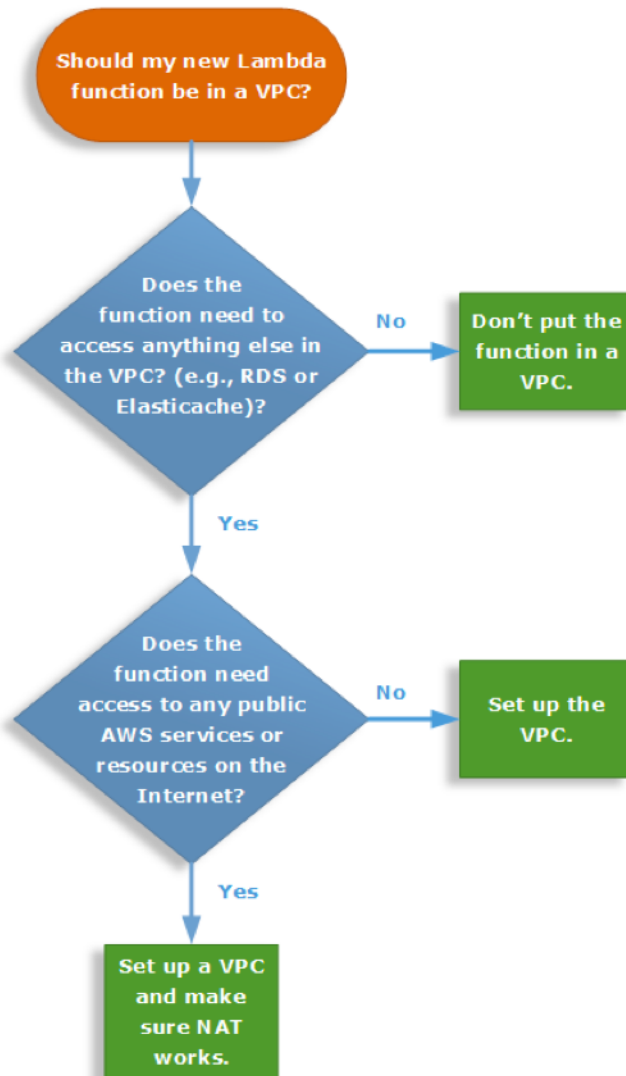 Should my new Lambda
function be in a VPC?
Does the
function need to
access anything else in
the VPC? (e.g., RDS or
Elasticache)?
No
Don’t put the
function in a
VPC.
Yes
Does the
function need
access to any public
AWS services or
resources on the
Internet?
No
Set up the
VPC.
Yes
Set up a VPC
and make
sure NAT
works.